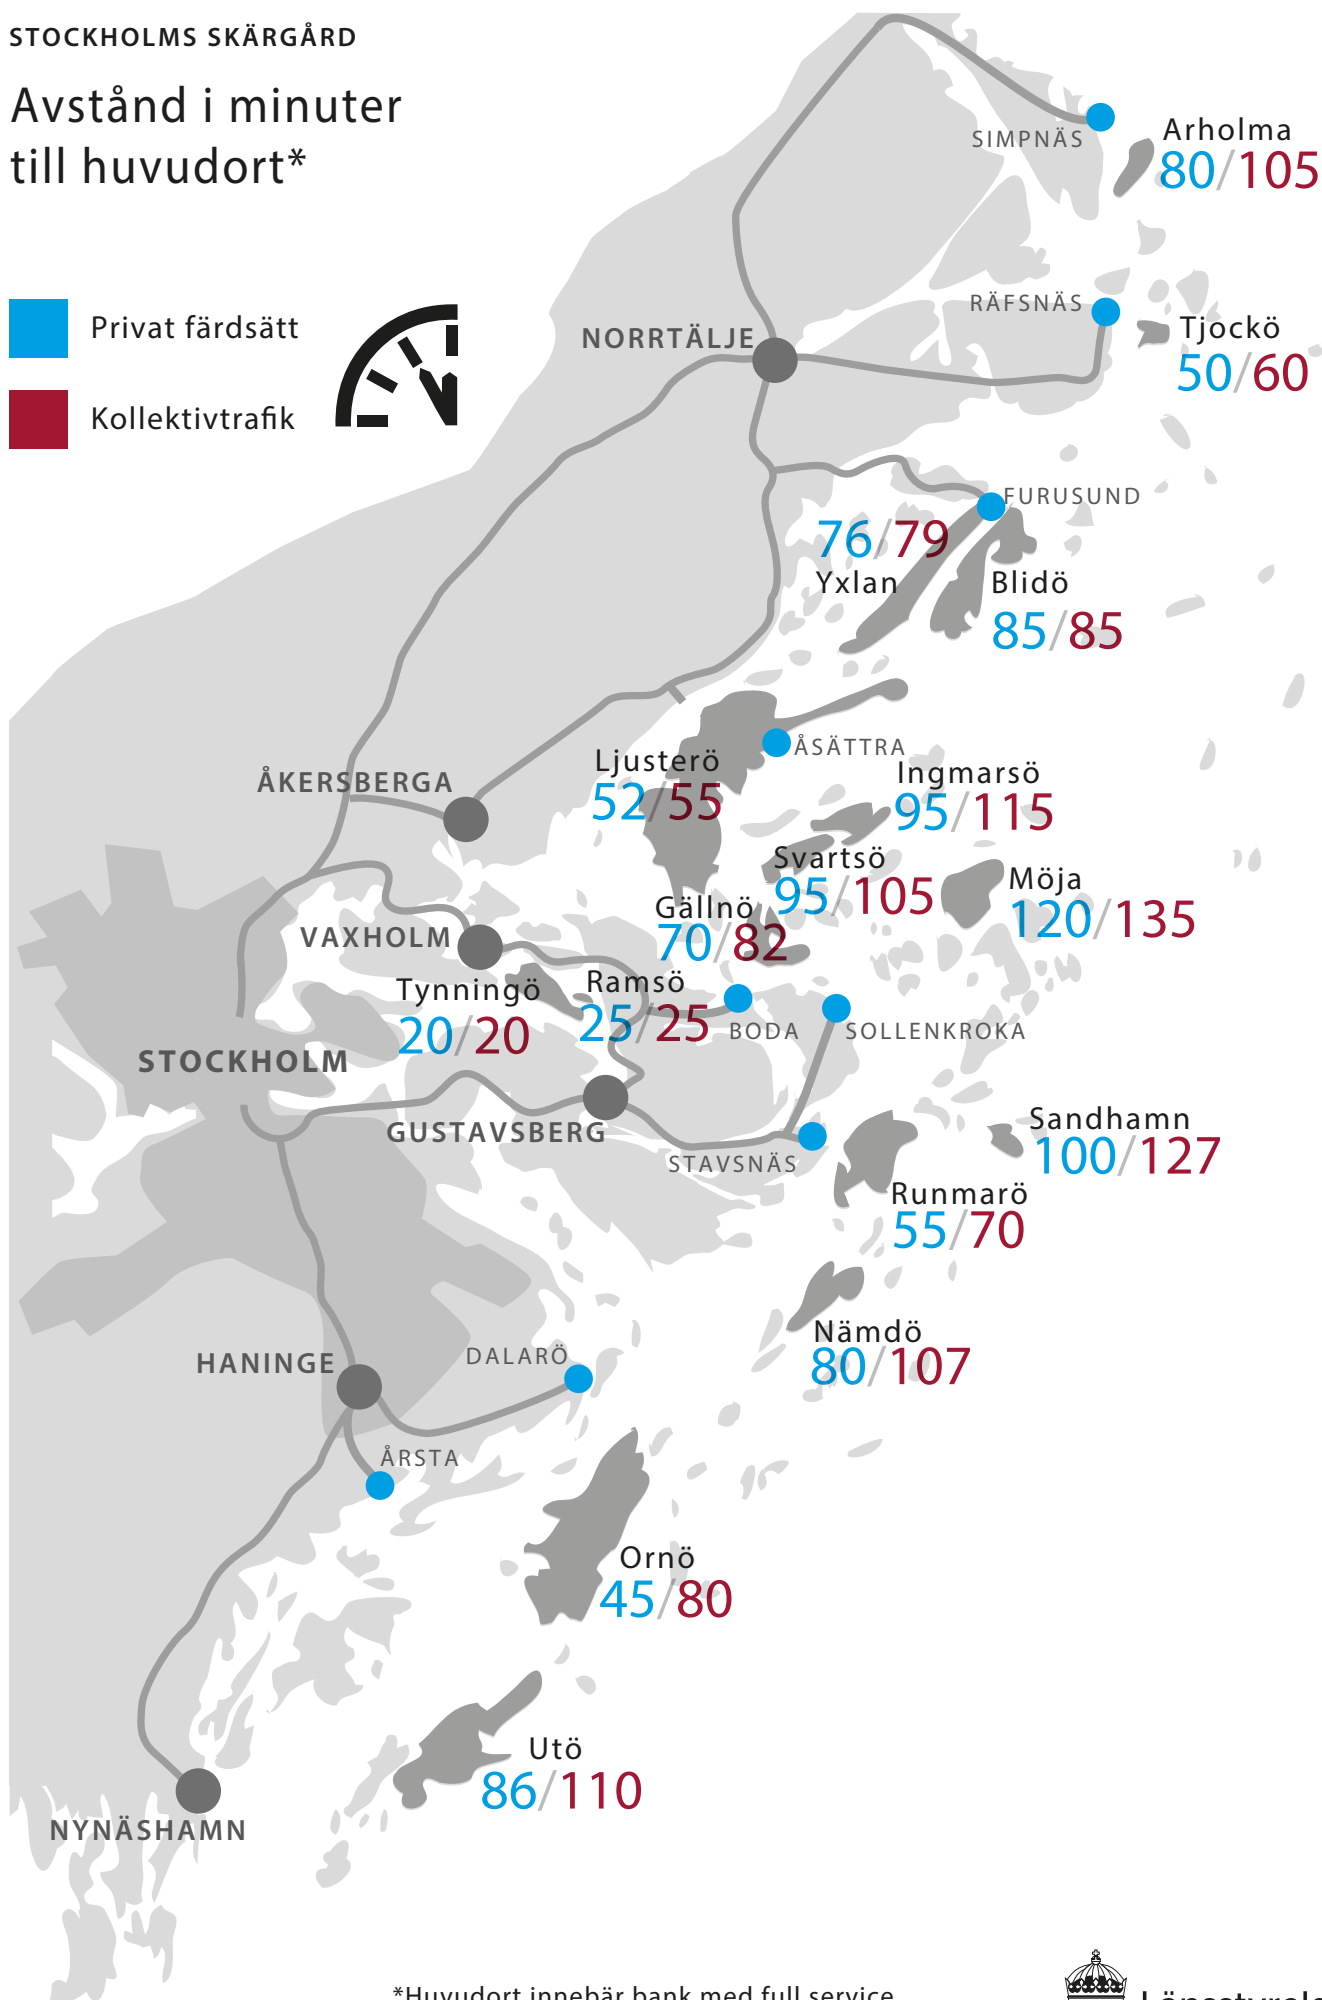 STOCKHOLMS SKÄRGÅRD
Avstånd i minuter
till huvudort*
Privat färdsätt
Kollektivtrafik
SIMPNÄS
Arholma
80/105
RÄFSNÄS
Tjockö
50/60
NORRTÄLJE
FURUSUND
76/79
Yxlan
Blidö
85/85
ÅSÄTTRA
Ljusterö
52/55
ÅKERSBERGA
Ingmarsö
95/115
Svartsö
95/105
Möja
120/135
Gällnö
70/82
VAXHOLM
Tynningö
20/20
Ramsö
25/25
BODA
SOLLENKROKA
STOCKHOLM
GUSTAVSBERG
STAVSNÄS
Sandhamn
100/127
Runmarö
55/70
Nämdö
80/107
HANINGE
DALARÖ
ÅRSTA
Ornö
45/80
Utö
86/110
NYNÄSHAMN
*Huvudort innebär bank med full service